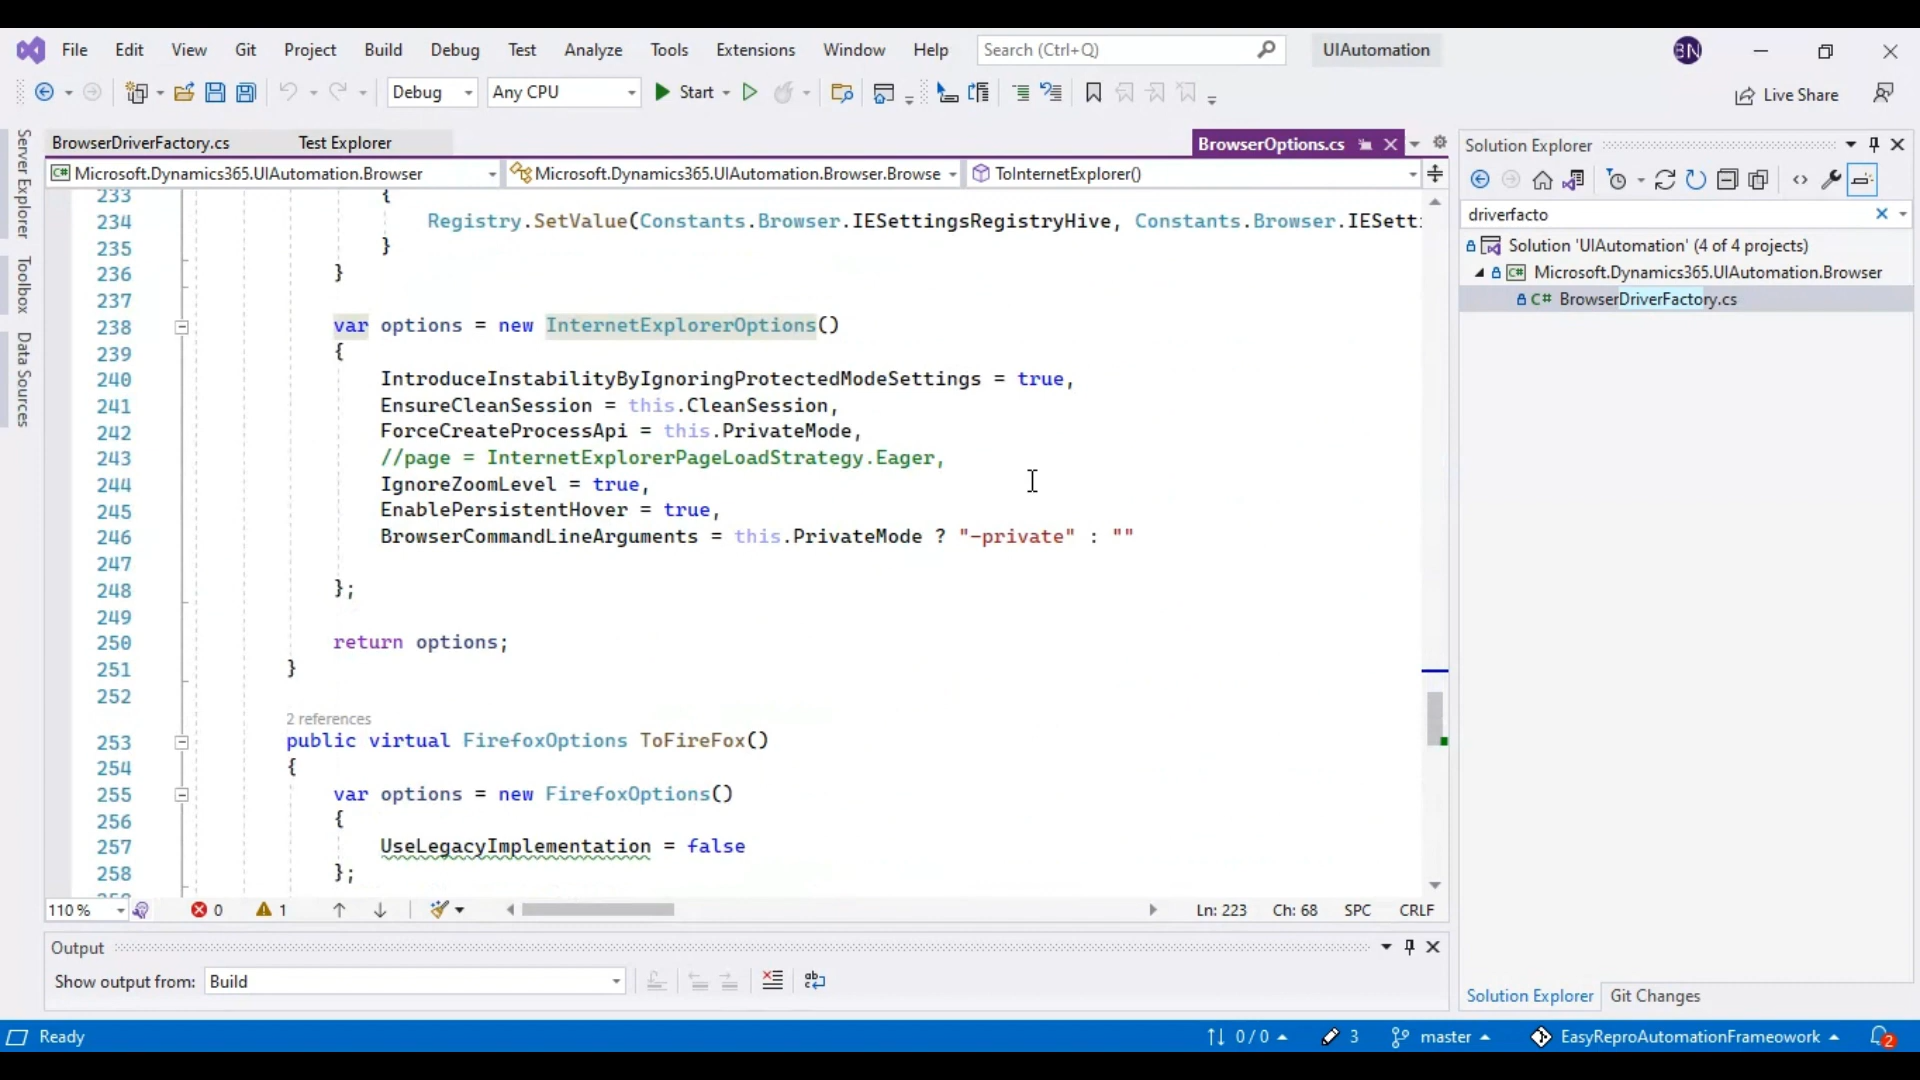 File Edit View Git Project Build Debug Test Analyze Tools Extensions Window Help Search (Ctrl+Q) UIAutomation BN
Debug Any CPU Start Live Share
Server Explorer
Toolbox
Data Sources
BrowserDriverFactory.cs Test Explorer BrowserOptions.cs
C# Microsoft.Dynamics365.UIAutomation.Browser Microsoft.Dynamics365.UIAutomation.Browser.Browse ToInternetExplorer()
233 {
234 Registry.SetValue(Constants.Browser.IESettingsRegistryHive, Constants.Browser.IESett
235 }
236 }
237
238 var options = new InternetExplorerOptions()
239 {
240 IntroduceInstabilityByIgnoringProtectedModeSettings = true,
241 EnsureCleanSession = this.CleanSession,
242 ForceCreateProcessApi = this.PrivateMode,
243 //page = InternetExplorerPageLoadStrategy.Eager,
244 IgnoreZoomLevel = true,
245 EnablePersistentHover = true,
246 BrowserCommandLineArguments = this.PrivateMode ? "-private" : ""
247
248 };
249
250 return options;
251 }
252
2 references
253 public virtual FirefoxOptions ToFireFox()
254 {
255 var options = new FirefoxOptions()
256 {
257 UseLegacyImplementation = false
258 };
110 % 0 1 Ln: 223 Ch: 68 SPC CRLF
Output
Show output from: Build
Solution Explorer
driverfacto
Solution 'UIAutomation' (4 of 4 projects)
C# Microsoft.Dynamics365.UIAutomation.Browser
C# BrowserDriverFactory.cs
Solution Explorer Git Changes
Ready 0 / 0 3 master EasyReproAutomationFrameowork 2